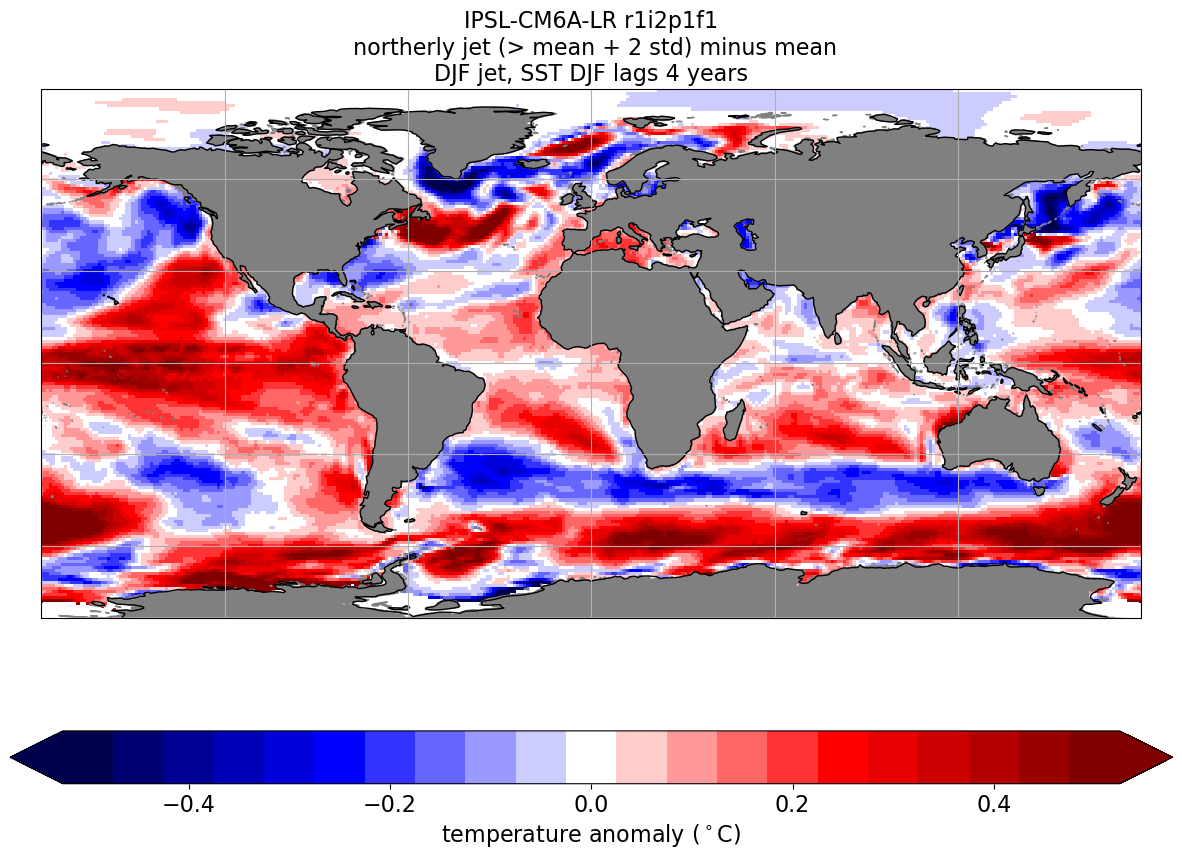 IPSL-CM6A-LR r1i2p1f1
northerly jet (> mean + 2 std) minus mean
DJF jet, SST DJF lags 4 years
−0.4 −0.2 0.0 0.2 0.4
temperature anomaly (°C)